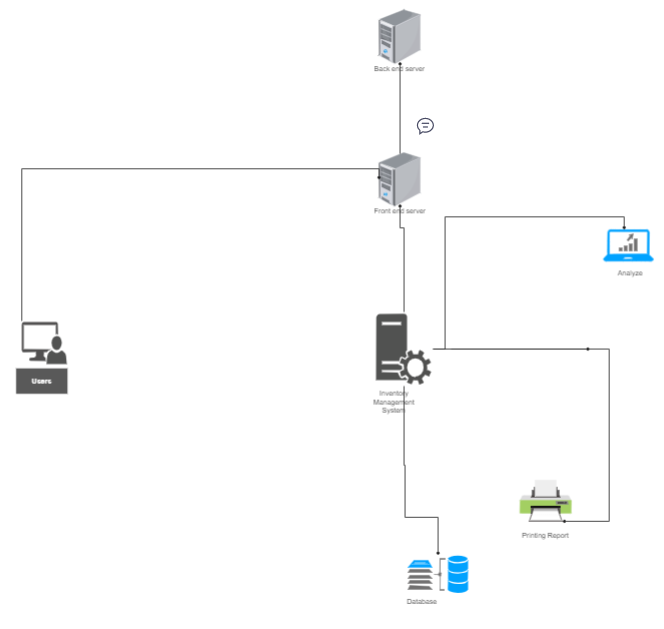 Back end server
Front end server
Analyze
Users
Inventory
Management
System
Printing Report
Database